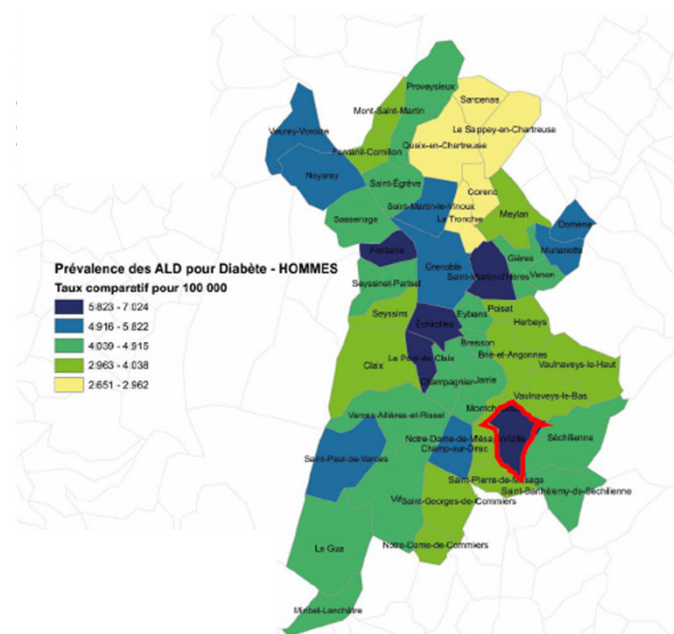 Proveysieux
Sarcenas
Mont-Saint-Martin
Le Sappey-en-Chartreuse
Veurey-Voroize
Quaix-en-Chartreuse
Fontanil-Cornillon
Noyarey
Saint-Égrève
Corenc
Saint-Martin-le-Vinoux
Meylan
Sassenage
La Tronche
Domène
Fontaine
Murianette
Gières
Prévalence des ALD pour Diabète - HOMMES
Grenoble
Saint-Martin-d'Hères
Venon
Taux comparatif pour 100 000
Seyssinet-Pariset
5 823 - 7 024
Poisat
Seyssins
Eybens
4 916 - 5 822
Échirolles
Herbeys
4 039 - 4 915
Bresson
2 963 - 4 038
Le Pont-de-Claix
Brié-et-Angonnes
Claix
Vaulnaveys-le-Haut
2 651 - 2 962
Champagnier
Jarrie
Vaulnaveys-le-Bas
Varces-Allières-et-Risset
Notre-Dame-de-
Séchilienne
Champ-sur-Drac
Saint-Paul-de-Varces
Saint-Pierre-de-Mésage
Saint-Barthélemy-de-Séchilienne
Vif
Saint-Georges-de-Commiers
Notre-Dame-de-Commiers
Le Gua
Miribel-Lanchâtre